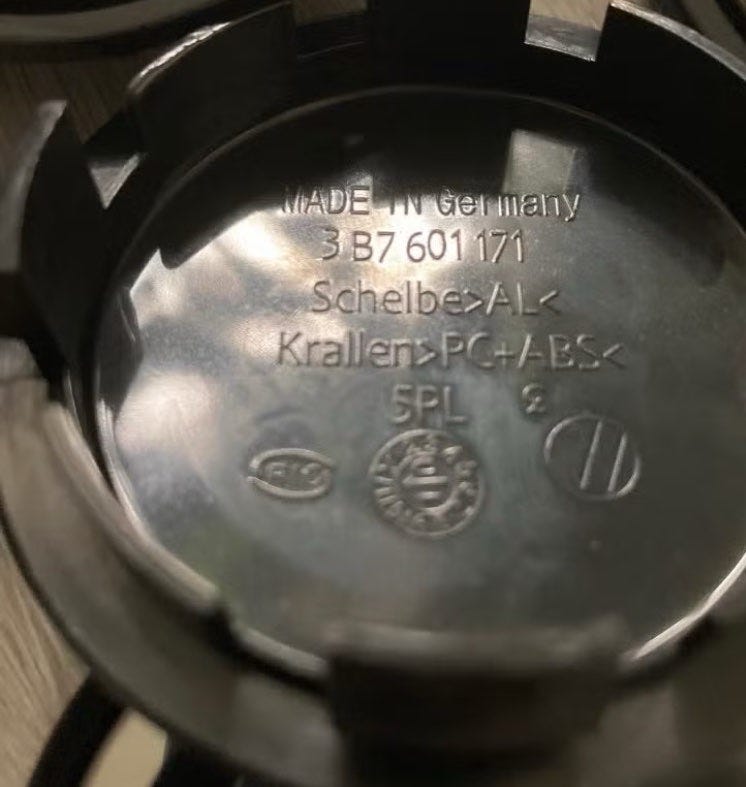 MADE IN Germany
3 B7 601 171
Schelbe>AL<
Krallen>PC+ABS<
5PL